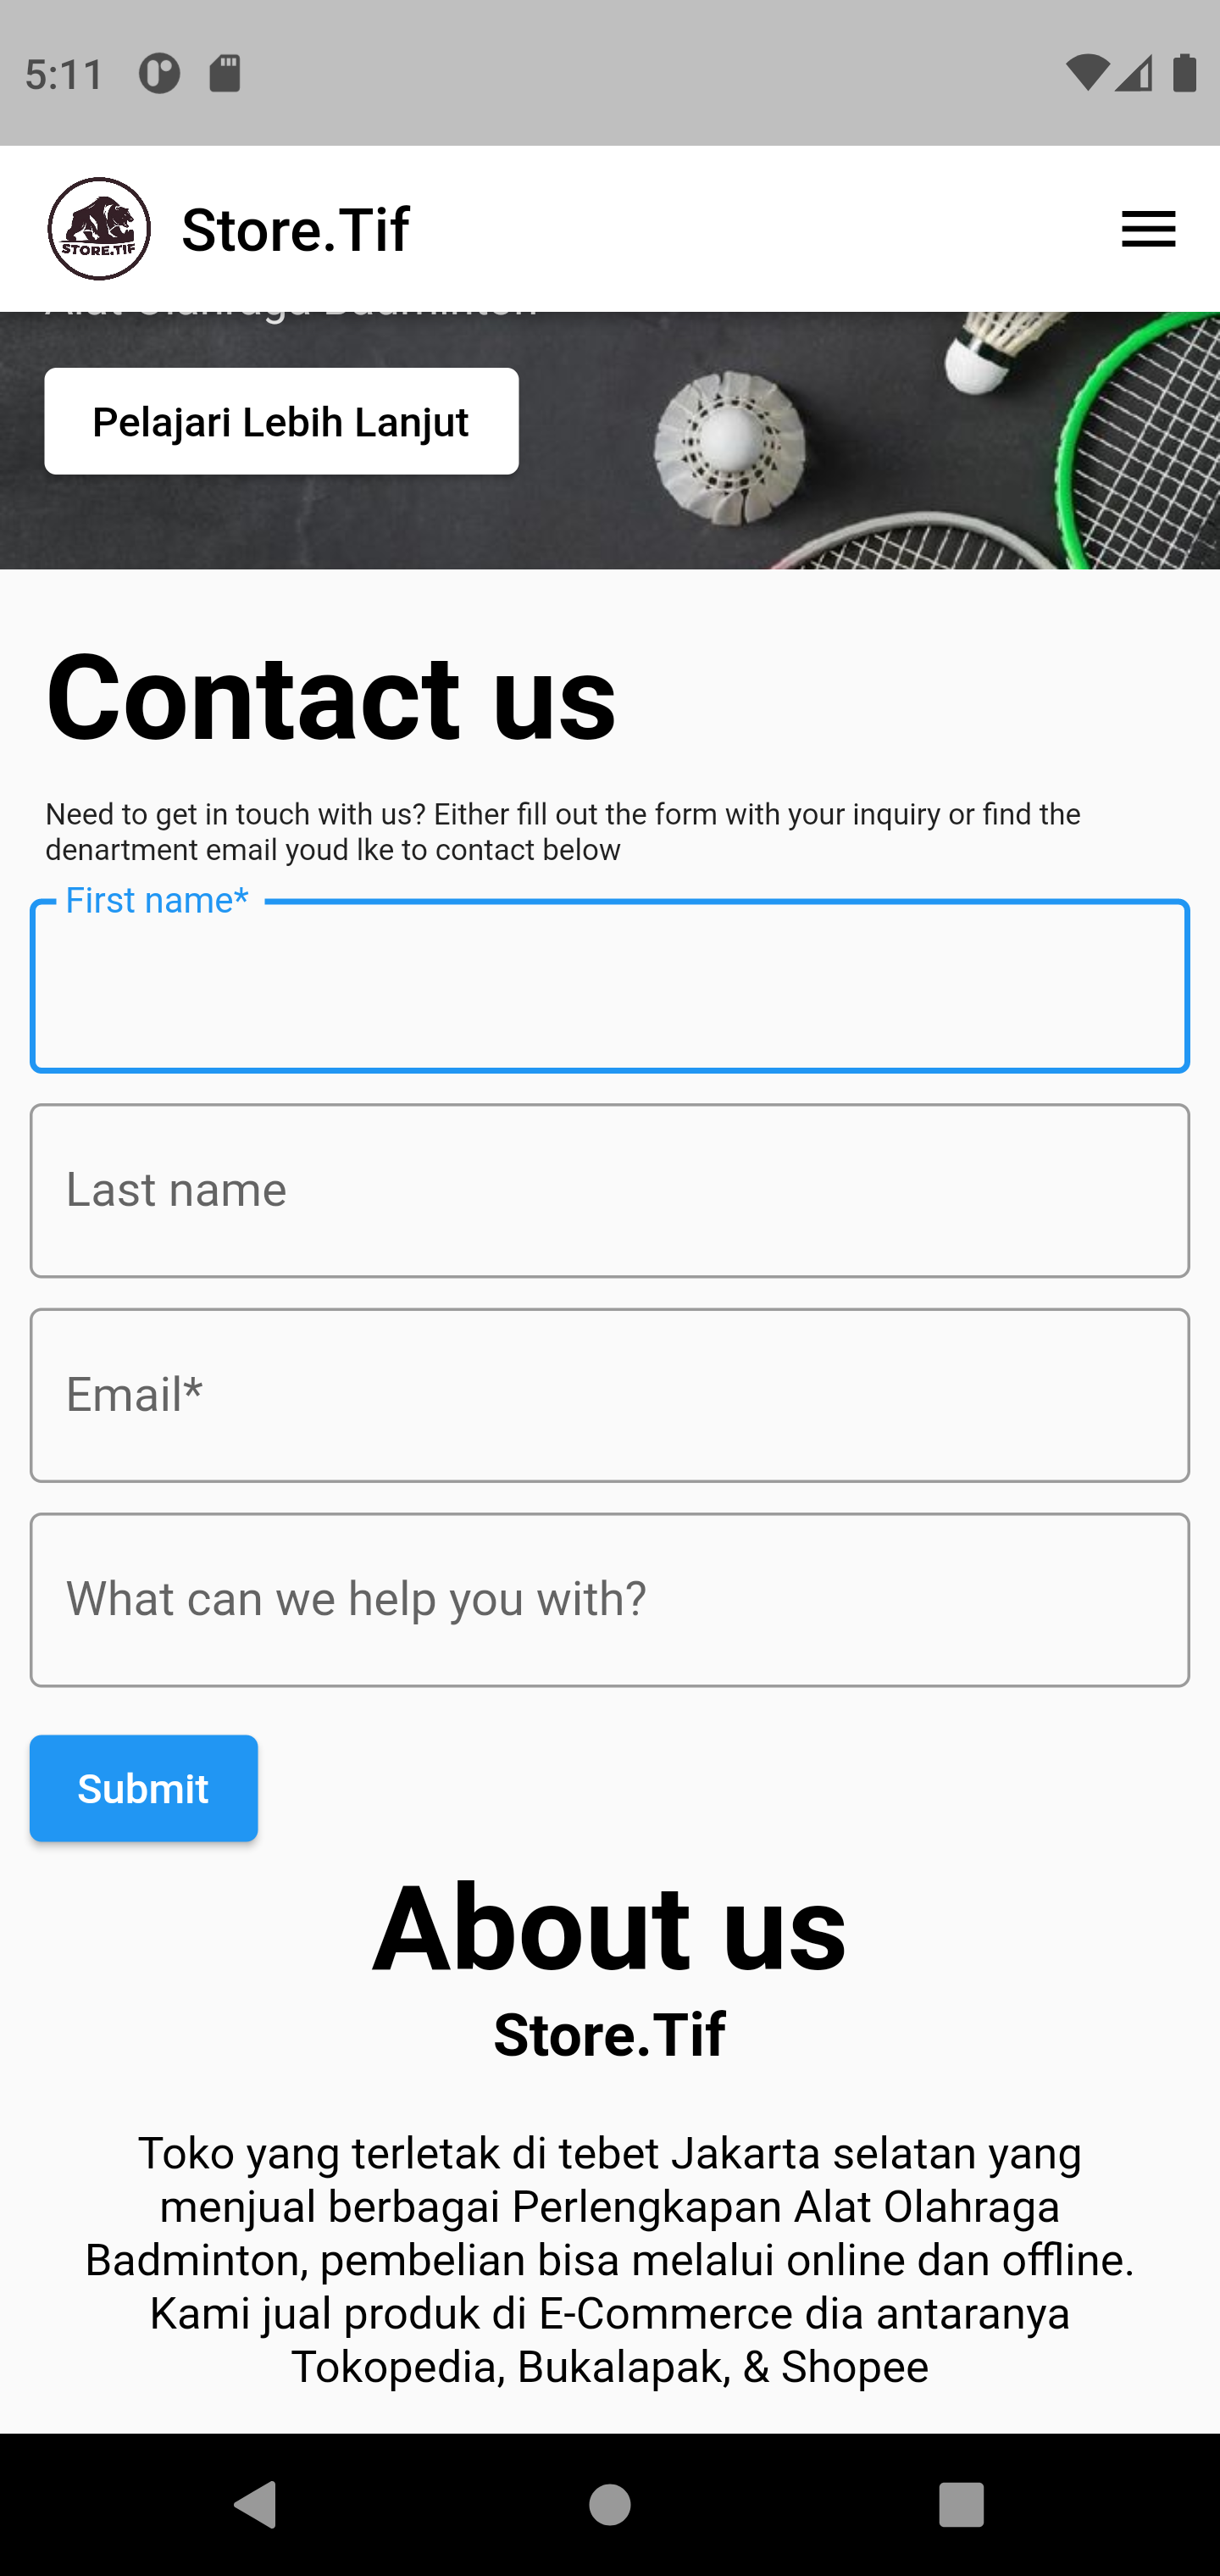 5:11
STORE.TIF
Store.Tif
Alat Olahraga Badminton
Pelajari Lebih Lanjut
Contact us
Need to get in touch with us? Either fill out the form with your inquiry or find the
denartment email youd lke to contact below
First name*
Last name
Email*
What can we help you with?
Submit
About us
Store.Tif
Toko yang terletak di tebet Jakarta selatan yang
menjual berbagai Perlengkapan Alat Olahraga
Badminton, pembelian bisa melalui online dan offline.
Kami jual produk di E-Commerce dia antaranya
Tokopedia, Bukalapak, & Shopee